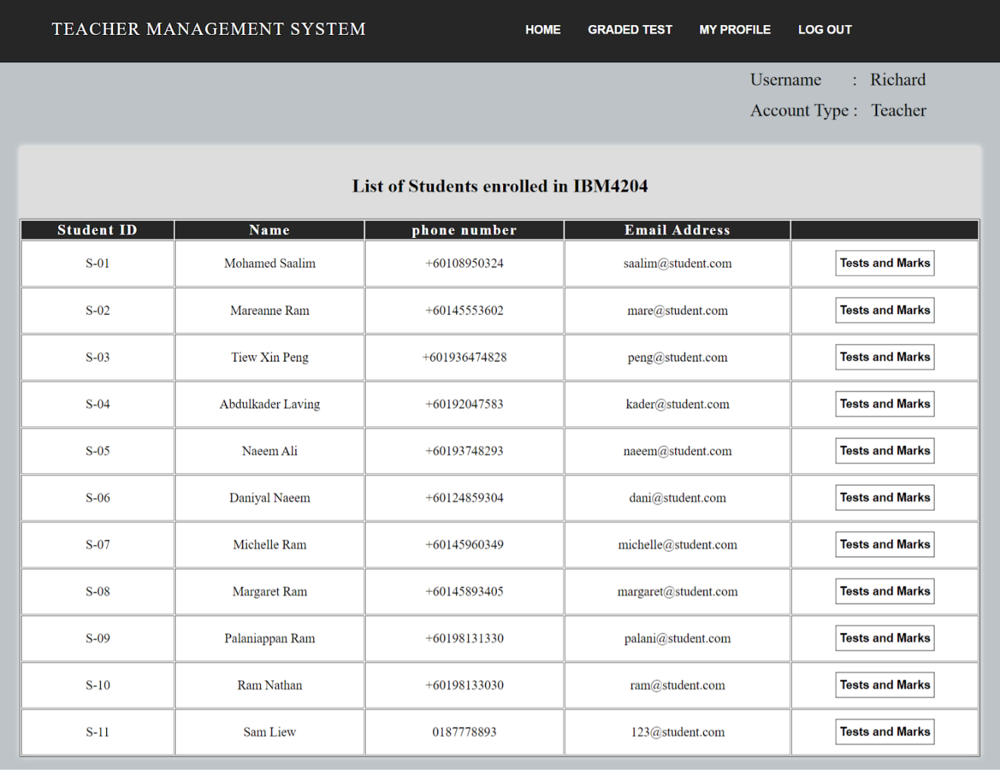 TEACHER MANAGEMENT SYSTEM HOME GRADED TEST MY PROFILE LOG OUT
Username : Richard
Account Type : Teacher
List of Students enrolled in IBM4204
Student ID Name phone number Email Address
S-01 Mohamed Saalim +60108950324 saalim@student.com Tests and Marks
S-02 Mareanne Ram +60145553602 mare@student.com Tests and Marks
S-03 Tiew Xin Peng +601936474828 peng@student.com Tests and Marks
S-04 Abdulkader Laving +60192047583 kader@student.com Tests and Marks
S-05 Naeem Ali +60193748293 naeem@student.com Tests and Marks
S-06 Daniyal Naeem +60124859304 dani@student.com Tests and Marks
S-07 Michelle Ram +60145960349 michelle@student.com Tests and Marks
S-08 Margaret Ram +60145893405 margaret@student.com Tests and Marks
S-09 Palaniappan Ram +60198131330 palani@student.com Tests and Marks
S-10 Ram Nathan +60198133030 ram@student.com Tests and Marks
S-11 Sam Liew 0187778893 123@student.com Tests and Marks